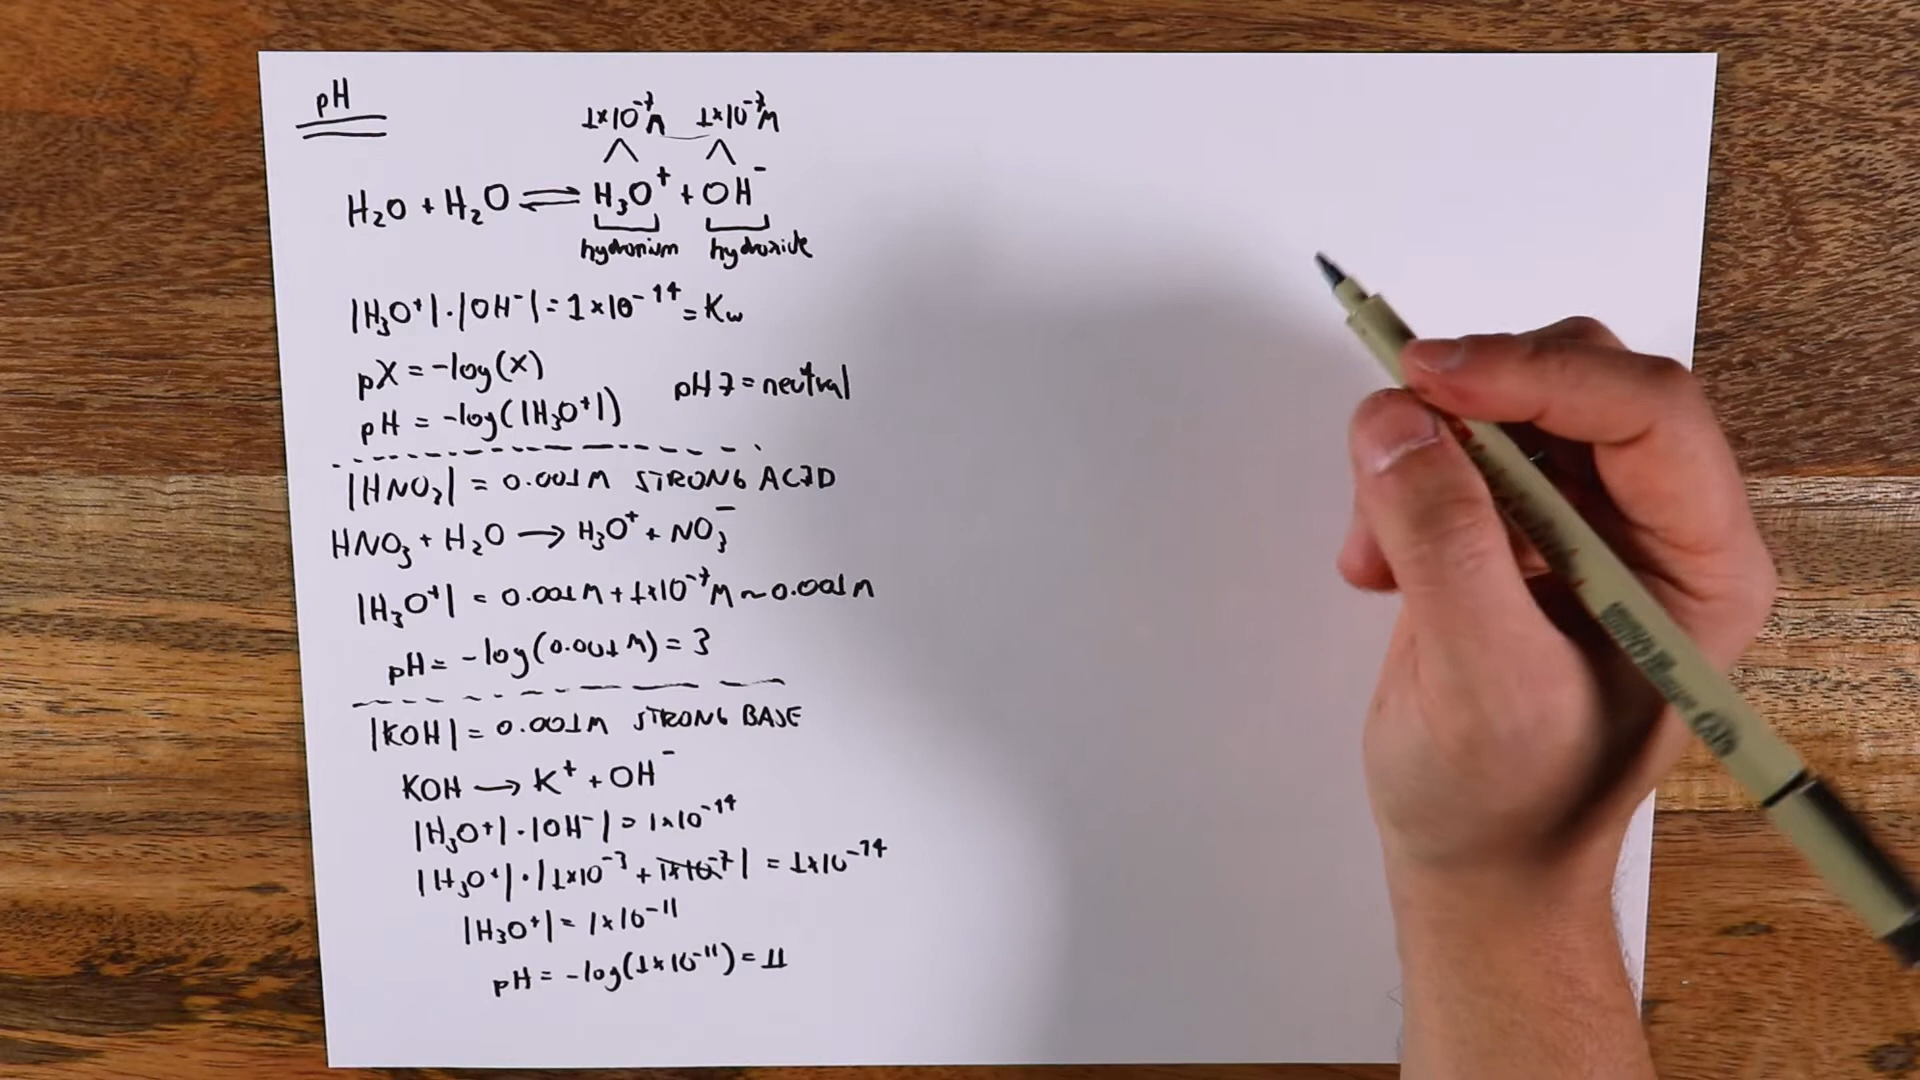 pH
1×10⁻⁷M 1×10⁻⁷M
H₂O + H₂O ⇌ H₃O⁺ + OH⁻
hydronium hydroxide
|H₃O⁺|·|OH⁻| = 1×10⁻¹⁴ = Kw
pX = -log(x)
pH 7 = neutral
pH = -log(|H₃O⁺|)
|HNO₃| = 0.001M STRONG ACID
HNO₃ + H₂O → H₃O⁺ + NO₃⁻
|H₃O⁺| = 0.001M + 1×10⁻⁷M ~ 0.001M
pH = -log(0.001M) = 3
|KOH| = 0.001M STRONG BASE
KOH → K⁺ + OH⁻
|H₃O⁺|·|OH⁻| = 1×10⁻¹⁴
|H₃O⁺|·|1×10⁻³ + 1×10⁻⁷| = 1×10⁻¹⁴
|H₃O⁺| = 1×10⁻¹¹
pH = -log(1×10⁻¹¹) = 11